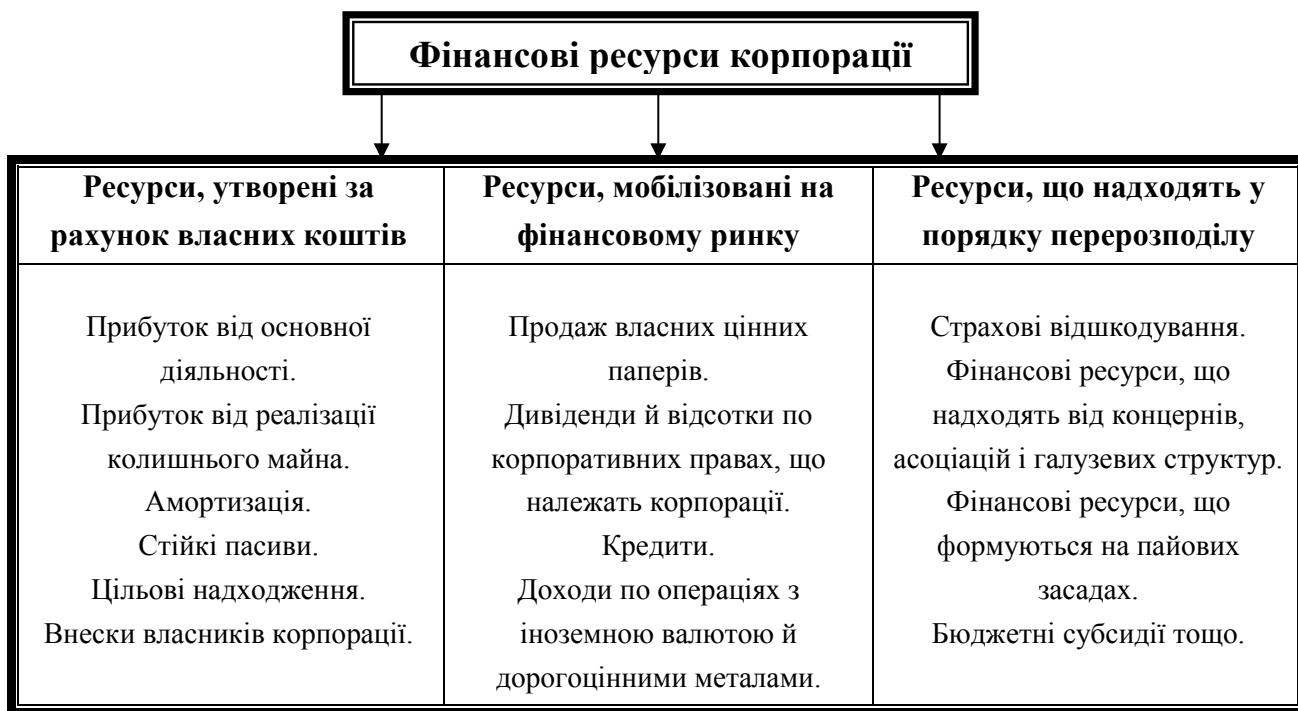 Фінансові ресурси корпорації
Ресурси, утворені за
рахунок власних коштів
Прибуток від основної
діяльності.
Прибуток від реалізації
колишнього майна.
Амортизація.
Стійкі пасиви.
Цільові надходження.
Внески власників корпорації.
Ресурси, мобілізовані на
фінансовому ринку
Продаж власних цінних
паперів.
Дивіденди й відсотки по
корпоративних правах, що
належать корпорації.
Кредити.
Доходи по операціях з
іноземною валютою й
дорогоцінними металами.
Ресурси, що надходять у
порядку перерозподілу
Страхові відшкодування.
Фінансові ресурси, що
надходять від концернів,
асоціацій і галузевих структур.
Фінансові ресурси, що
формуються на пайових
засадах.
Бюджетні субсидії тощо.